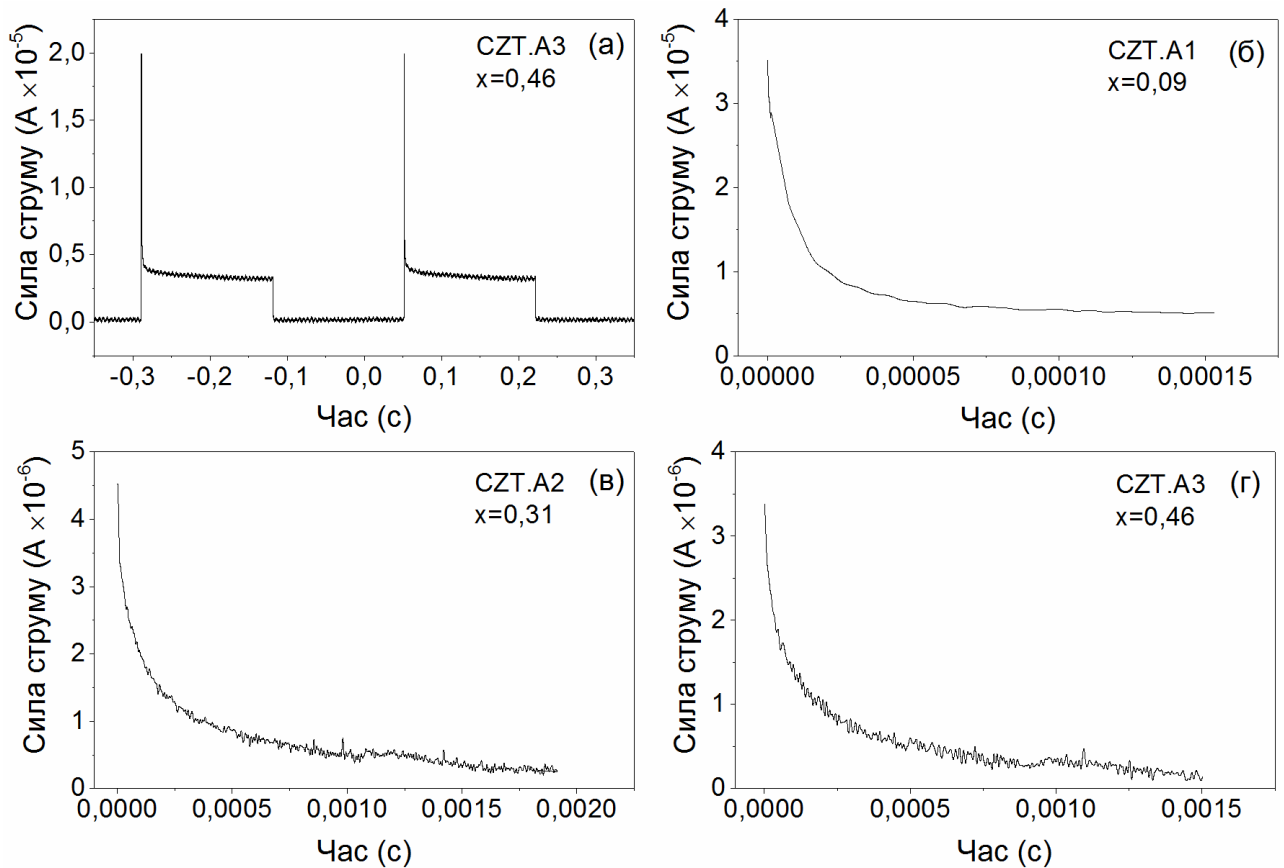 CZT.A3 (а)
x=0,46
Сила струму (А ×10⁻⁵)
2,0
1,5
1,0
0,5
0,0
-0,3 -0,2 -0,1 0,0 0,1 0,2 0,3
Час (с)
CZT.A1 (б)
x=0,09
Сила струму (А ×10⁻⁵)
4
3
2
1
0
0,00000 0,00005 0,00010 0,00015
Час (с)
CZT.A2 (в)
x=0,31
Сила струму (А ×10⁻⁶)
5
4
3
2
1
0
0,0000 0,0005 0,0010 0,0015 0,0020
Час (с)
CZT.A3 (г)
x=0,46
Сила струму (А ×10⁻⁶)
4
3
2
1
0
0,0000 0,0005 0,0010 0,0015
Час (с)